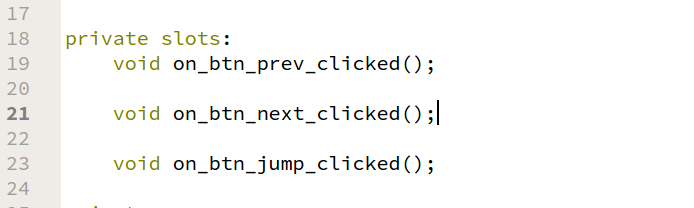 17
18 private slots:
19 void on_btn_prev_clicked();
20
21 void on_btn_next_clicked();
22
23 void on_btn_jump_clicked();
24